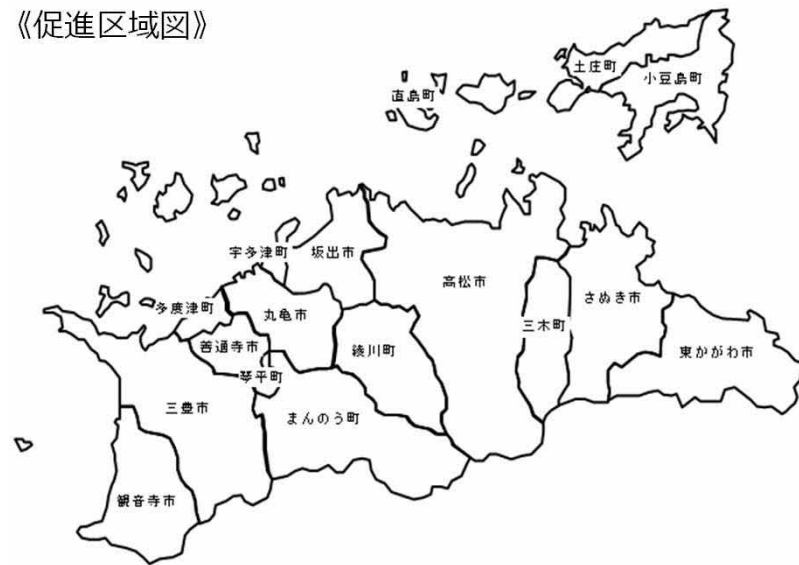 《促進区域図》
土庄町
小豆島町
直島町
宇多津町
坂出市
高松市
さぬき市
多度津町
丸亀市
三木町
善通寺市
綾川町
東かがわ市
琴平町
三豊市
まんのう町
観音寺市